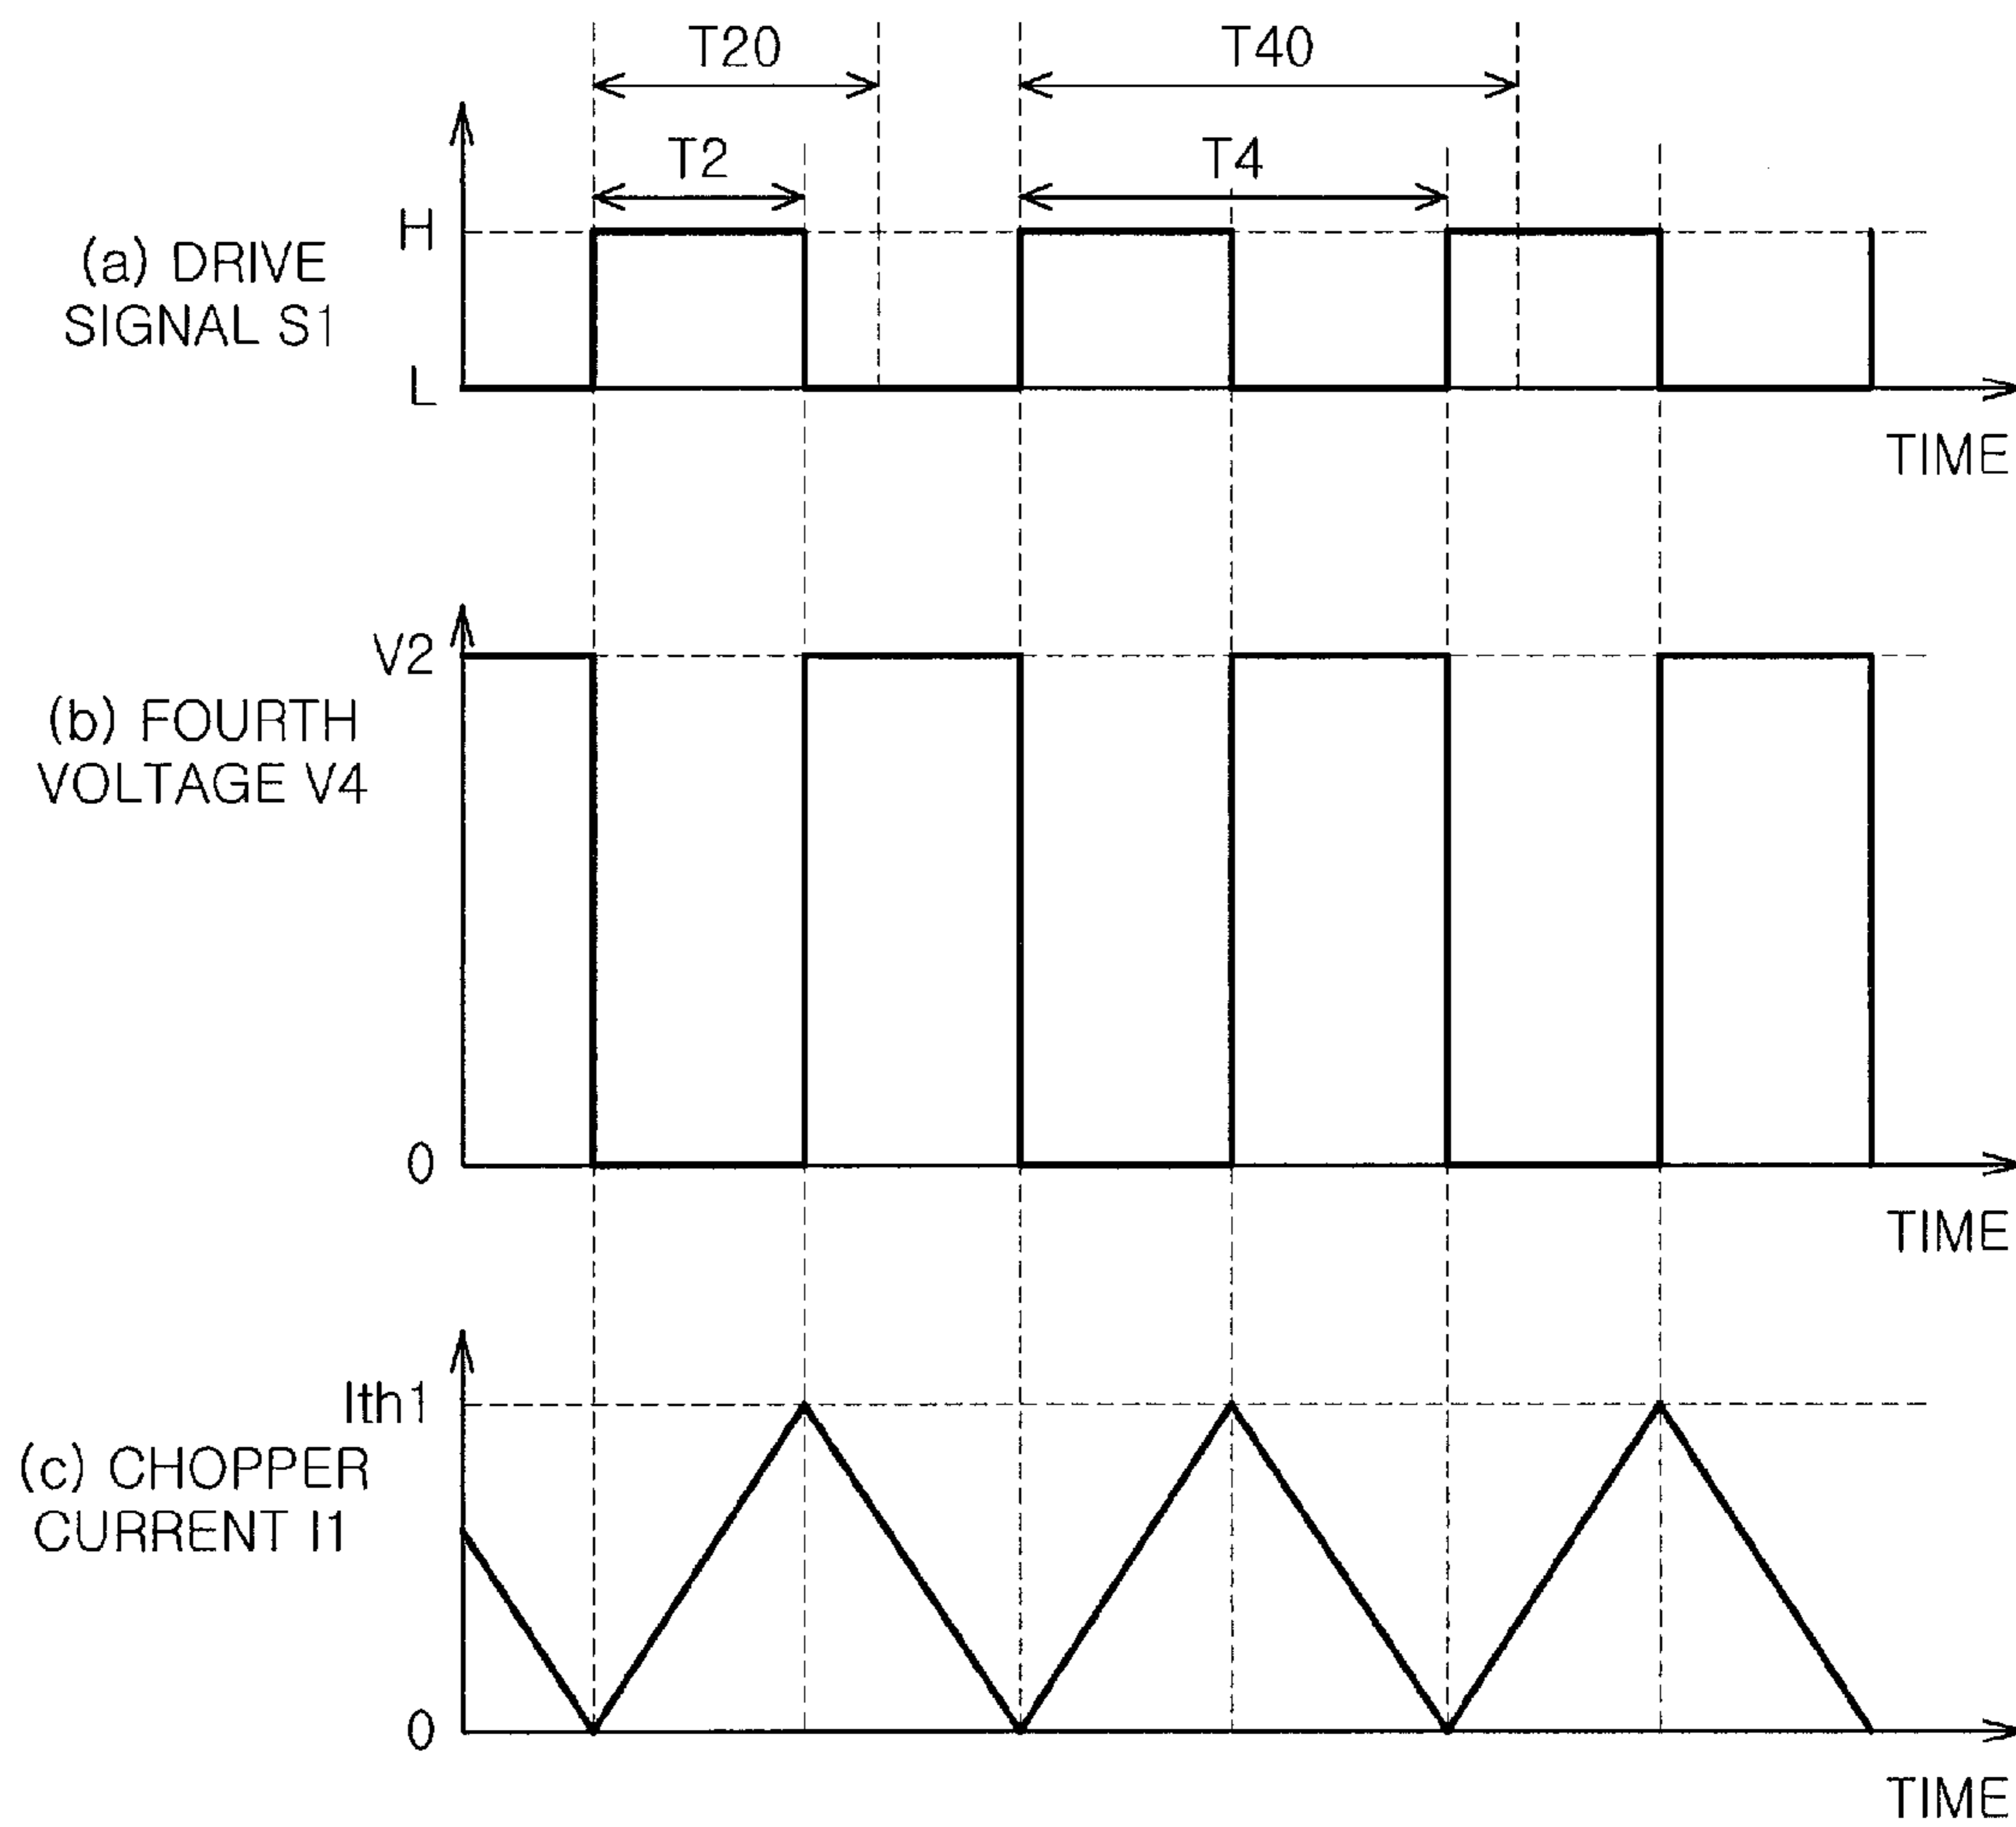 T20
T40
T2
T4
H
(a) DRIVE
SIGNAL S1
L
TIME
V2
(b) FOURTH
VOLTAGE V4
0
TIME
Ith1
(c) CHOPPER
CURRENT I1
0
TIME